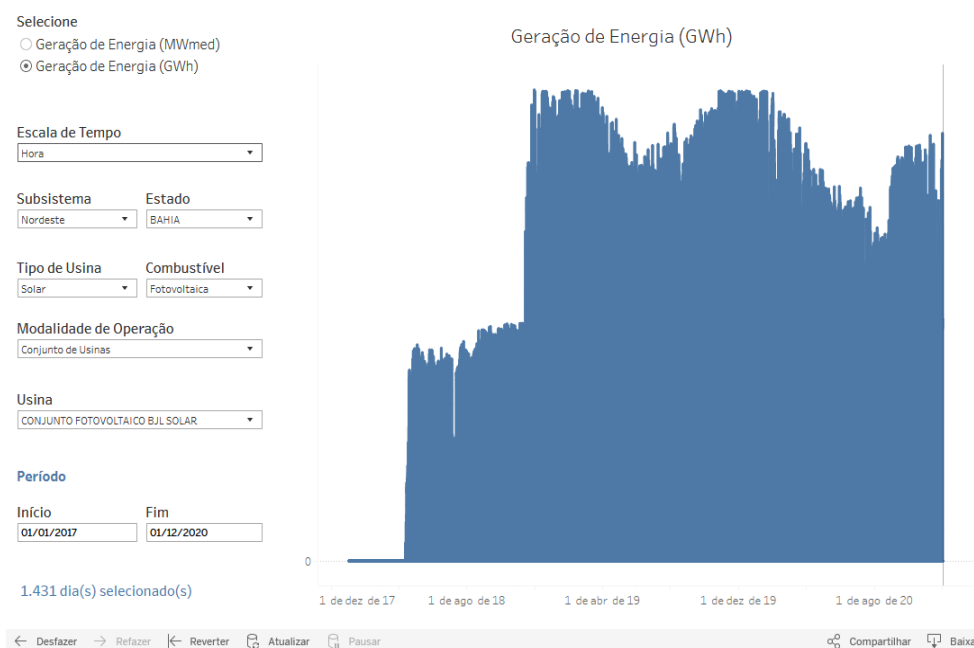 Selecione
Geração de Energia (MWmed)
Geração de Energia (GWh)
Escala de Tempo
Hora
Subsistema Estado
Nordeste BAHIA
Tipo de Usina Combustível
Solar Fotovoltaica
Modalidade de Operação
Conjunto de Usinas
Usina
CONJUNTO FOTOVOLTAICO BJL SOLAR
Período
Início Fim
01/01/2017 01/12/2020
1.431 dia(s) selecionado(s)
Geração de Energia (GWh)
0
1 de dez de 17 1 de ago de 18 1 de abr de 19 1 de dez de 19 1 de ago de 20
Desfazer Refazer Reverter Atualizar Pausar Compartilhar Baixa